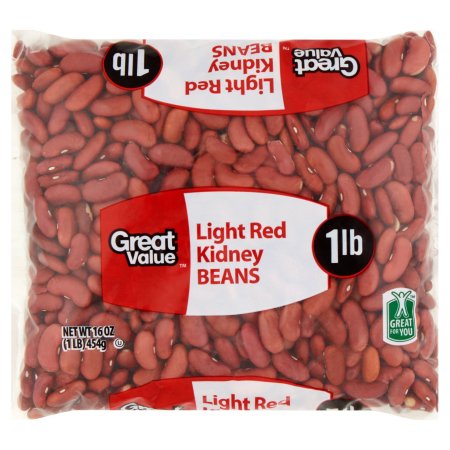 Great
Value
Light Red
Kidney
BEANS
1lb
Great
Value
™
Light Red
Kidney
BEANS
1lb
NET WT 16 OZ
(1 LB) 454g
U
GREAT
FOR YOU
Light Red